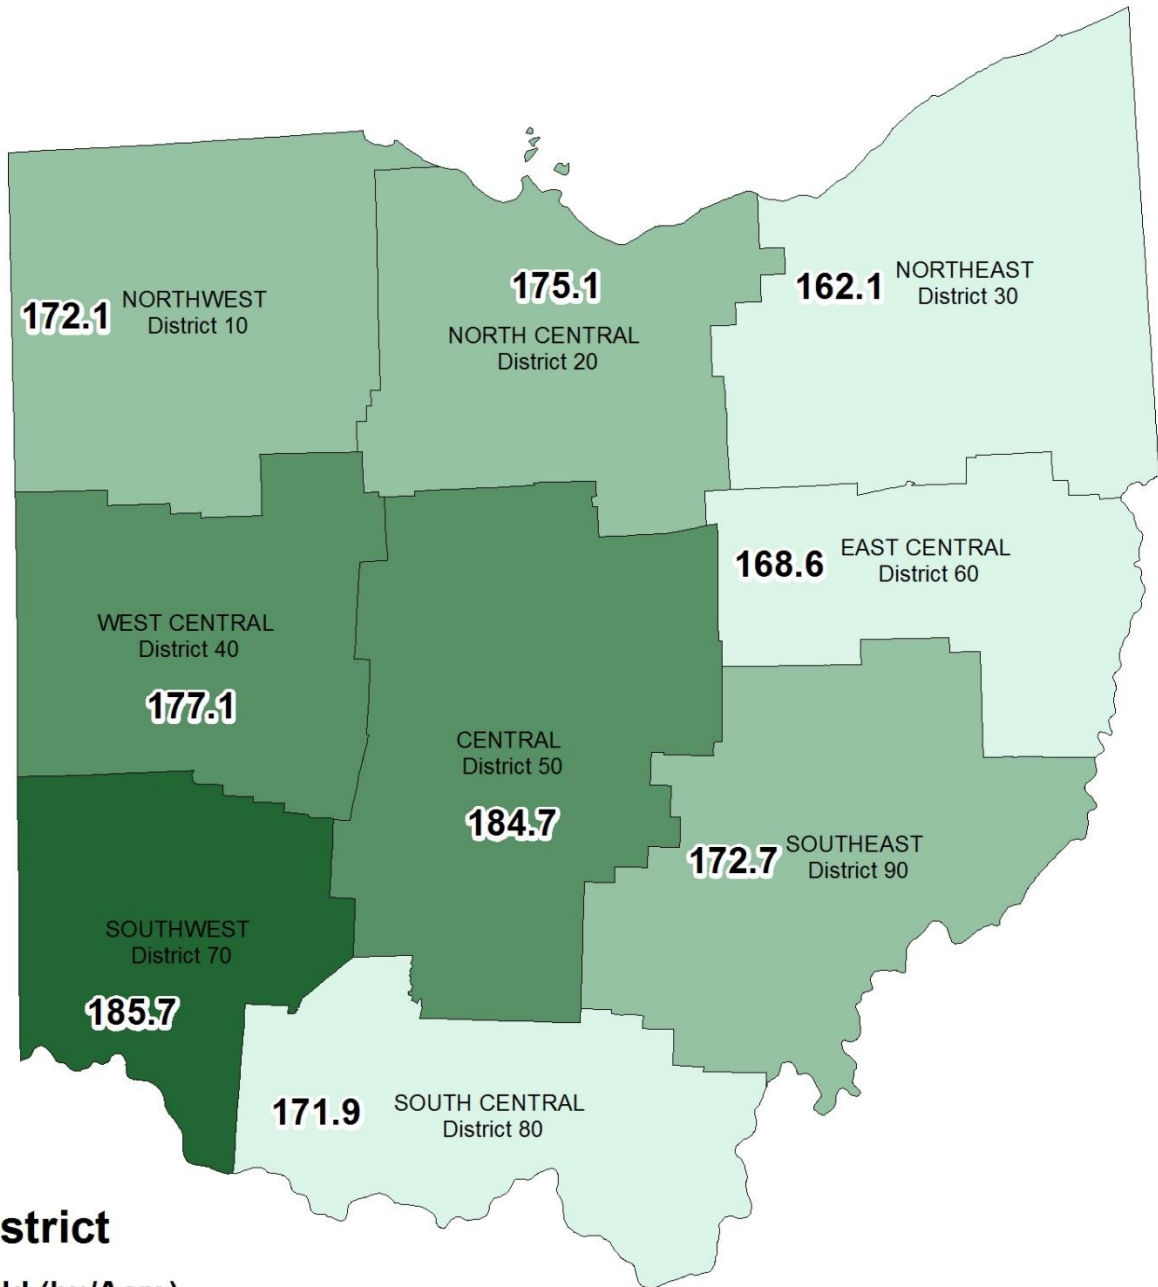 175.1
NORTH CENTRAL
District 20
162.1
NORTHEAST
District 30
172.1
NORTHWEST
District 10
168.6
EAST CENTRAL
District 60
WEST CENTRAL
District 40
177.1
CENTRAL
District 50
184.7
172.7
SOUTHEAST
District 90
SOUTHWEST
District 70
185.7
171.9
SOUTH CENTRAL
District 80
strict